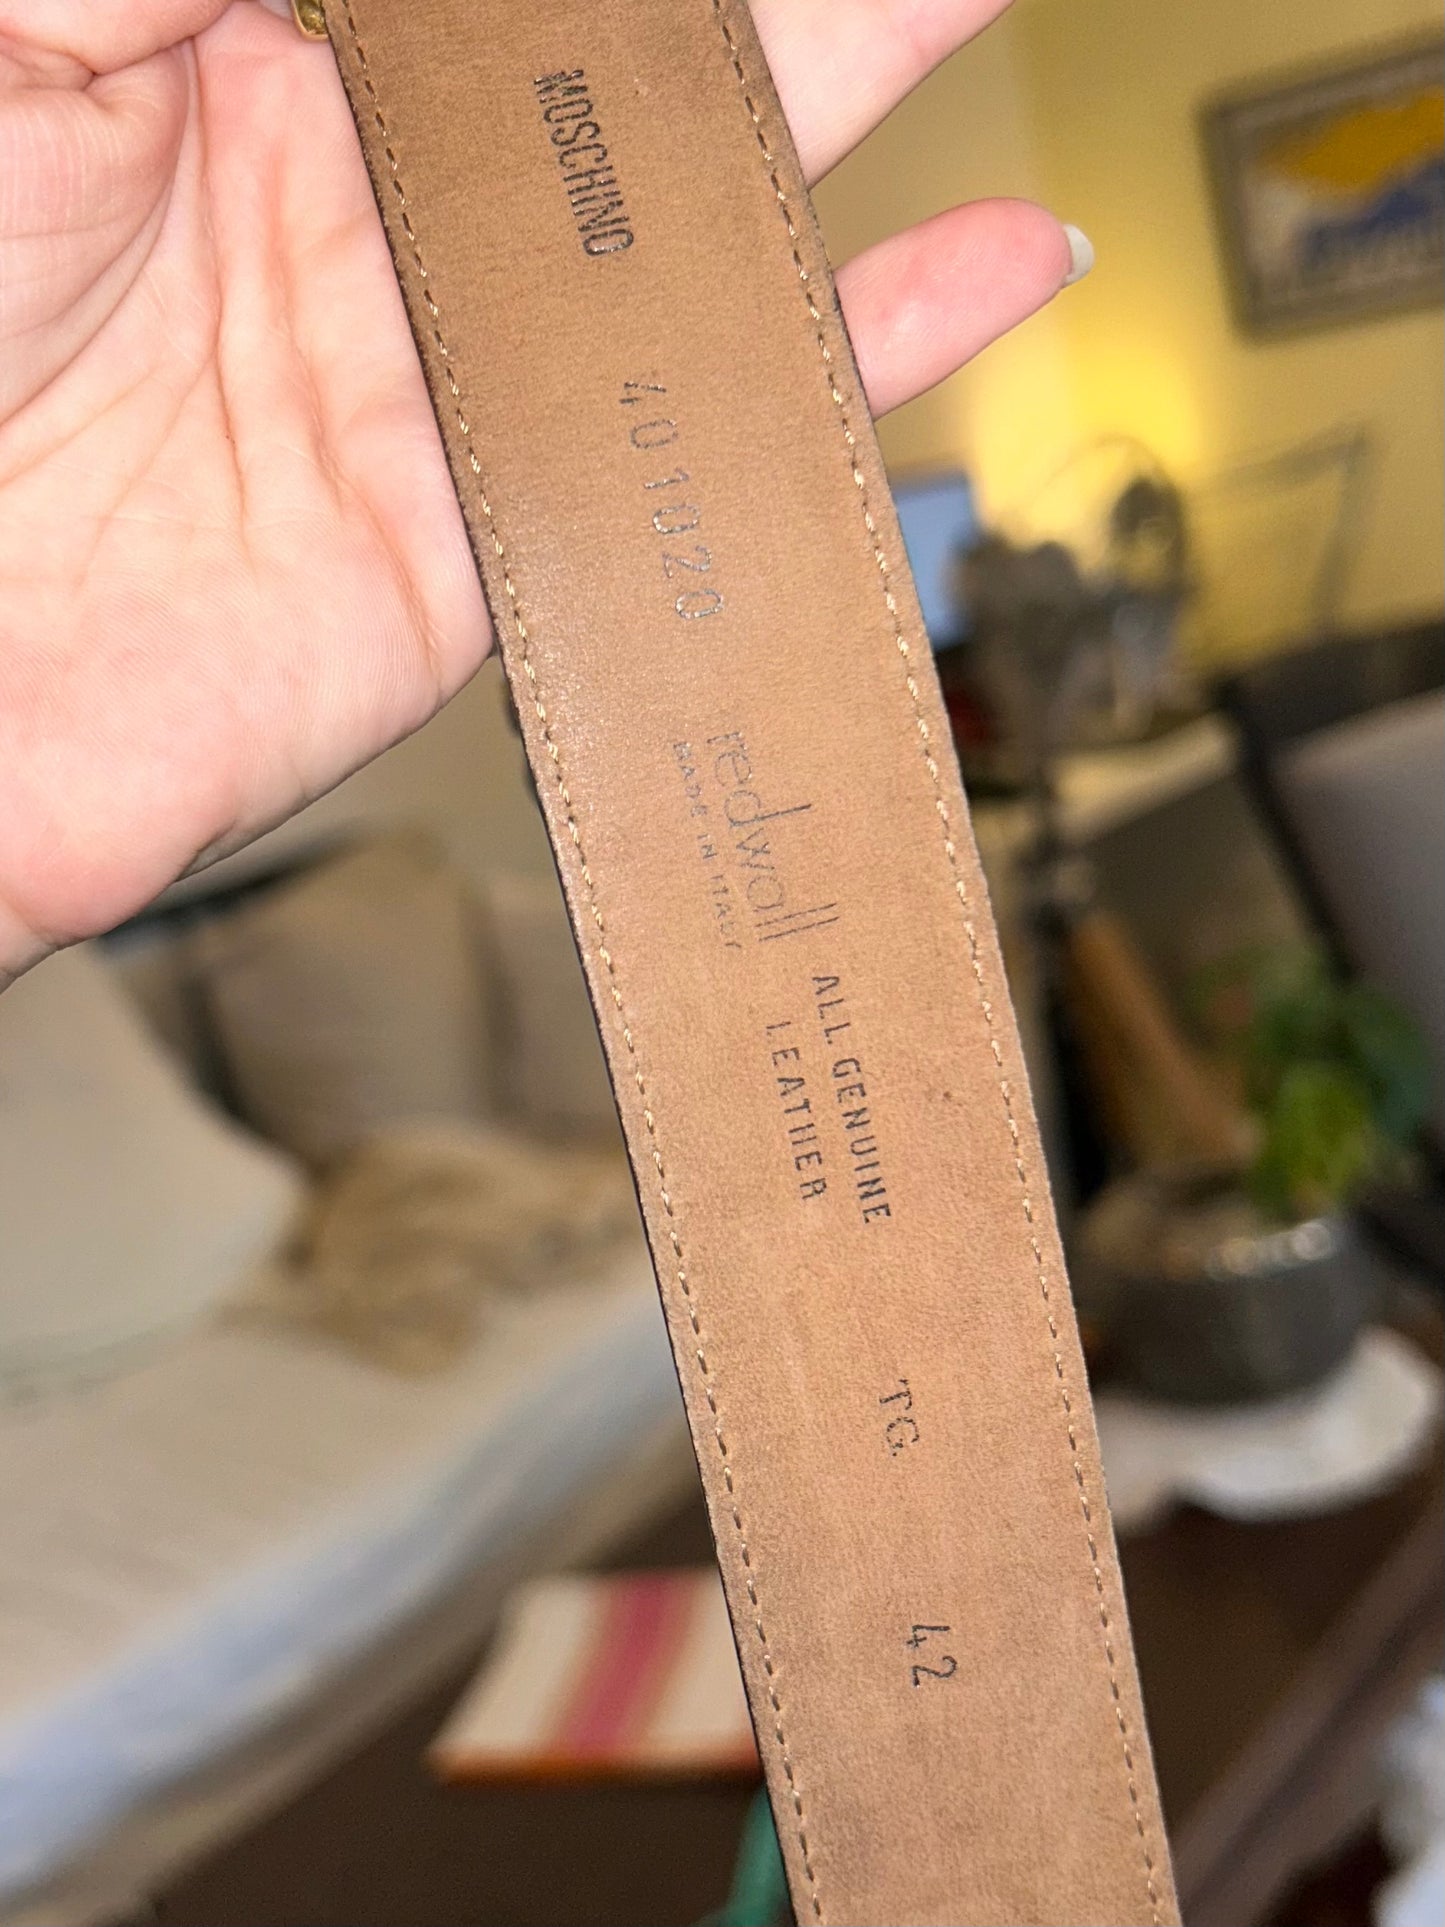 MOSCHINO
401020
redwall
MADE IN ITALY
ALL GENUINE
LEATHER
TG.
42